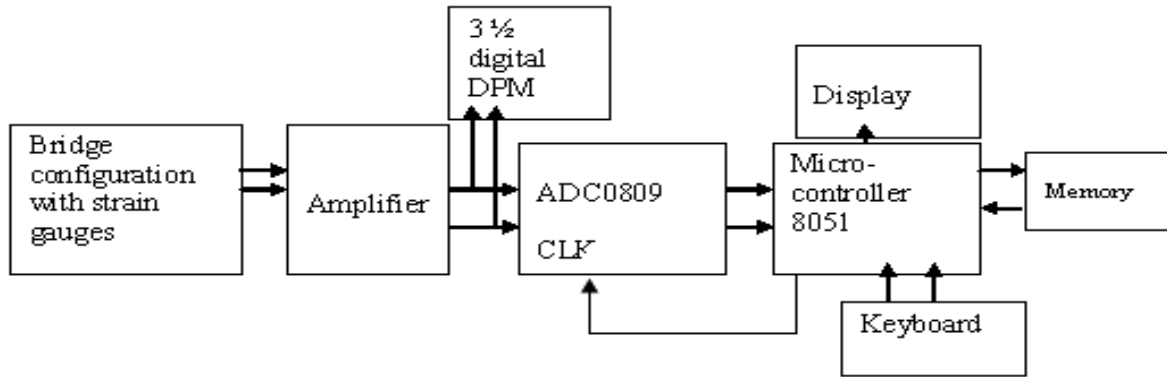 3 ½
digital
DPM
Display
Bridge
configuration
with strain
gauges
Amplifier
ADC0809
CLK
Micro-
controller
8051
Memory
Keyboard